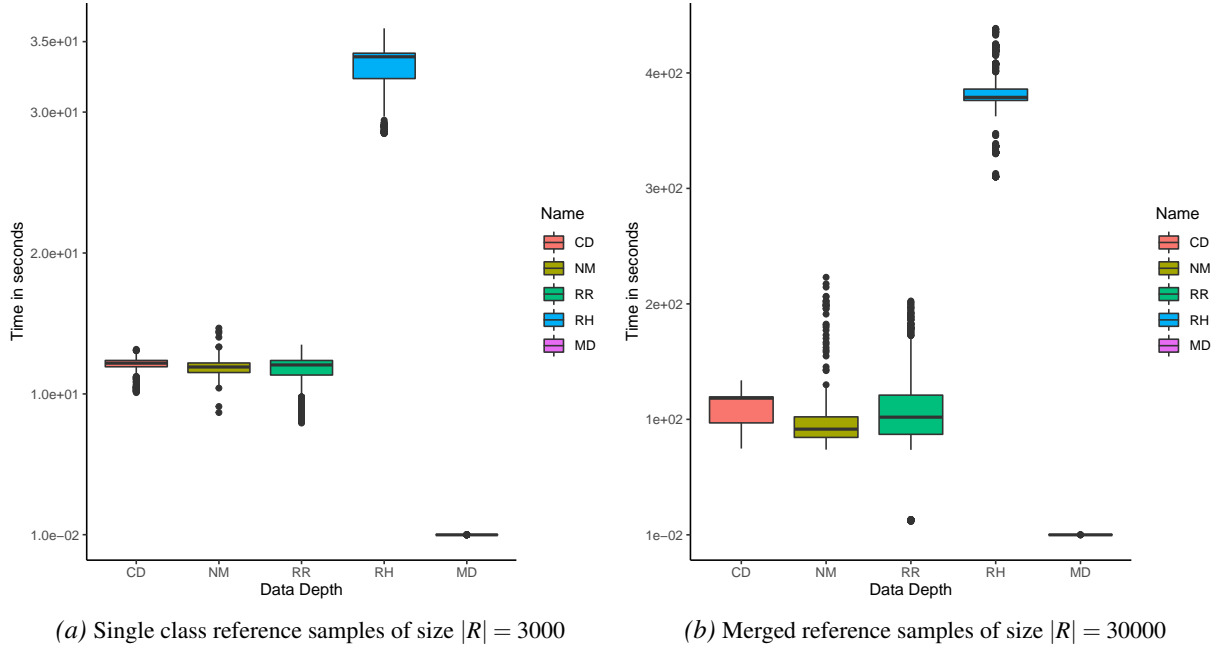 3.5e+01
3.0e+01
2.0e+01
1.0e+01
1.0e−02
Time in seconds
CD NM RR RH MD
Data Depth
Name
CD
NM
RR
RH
MD
(a) Single class reference samples of size |R| = 3000
4e+02
3e+02
2e+02
1e+02
1e−02
Time in seconds
CD NM RR RH MD
Data Depth
Name
CD
NM
RR
RH
MD
(b) Merged reference samples of size |R| = 30000